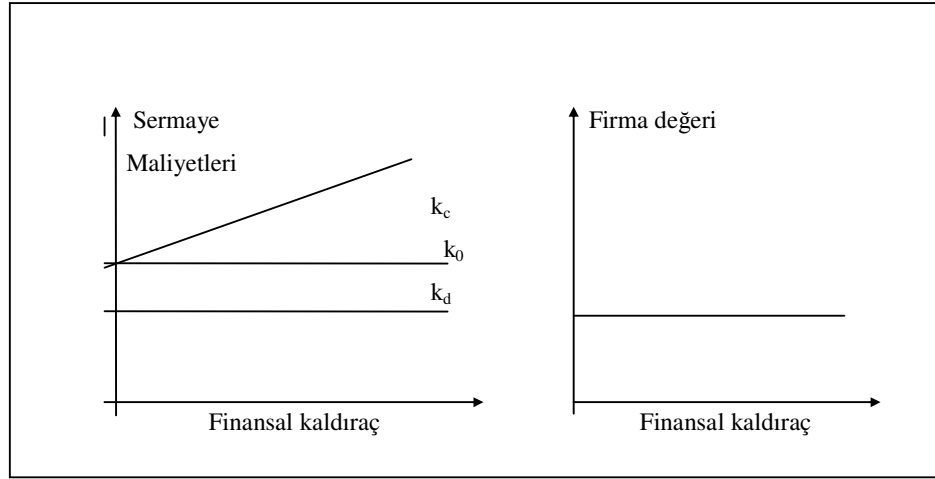 Sermaye
Maliyetleri
k_c
k_0
k_d
Finansal kaldıraç
Firma değeri
Finansal kaldıraç